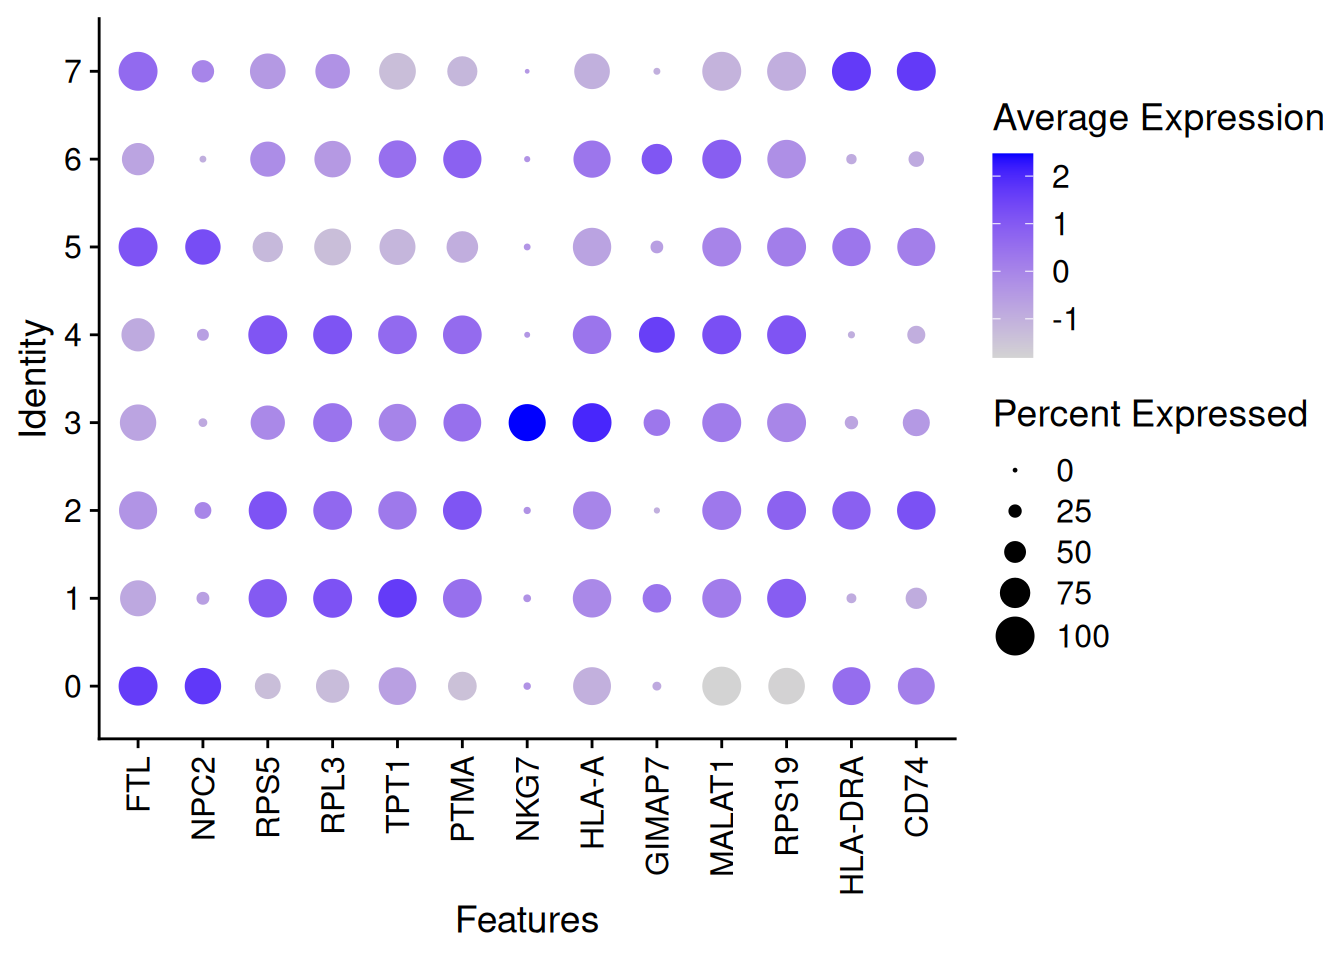 7
6
5
4
3
2
1
0
Identity
FTL
NPC2
RPS5
RPL3
TPT1
PTMA
NKG7
HLA-A
GIMAP7
MALAT1
RPS19
HLA-DRA
CD74
Features
Average Expression
2
1
0
-1
Percent Expressed
0
25
50
75
100